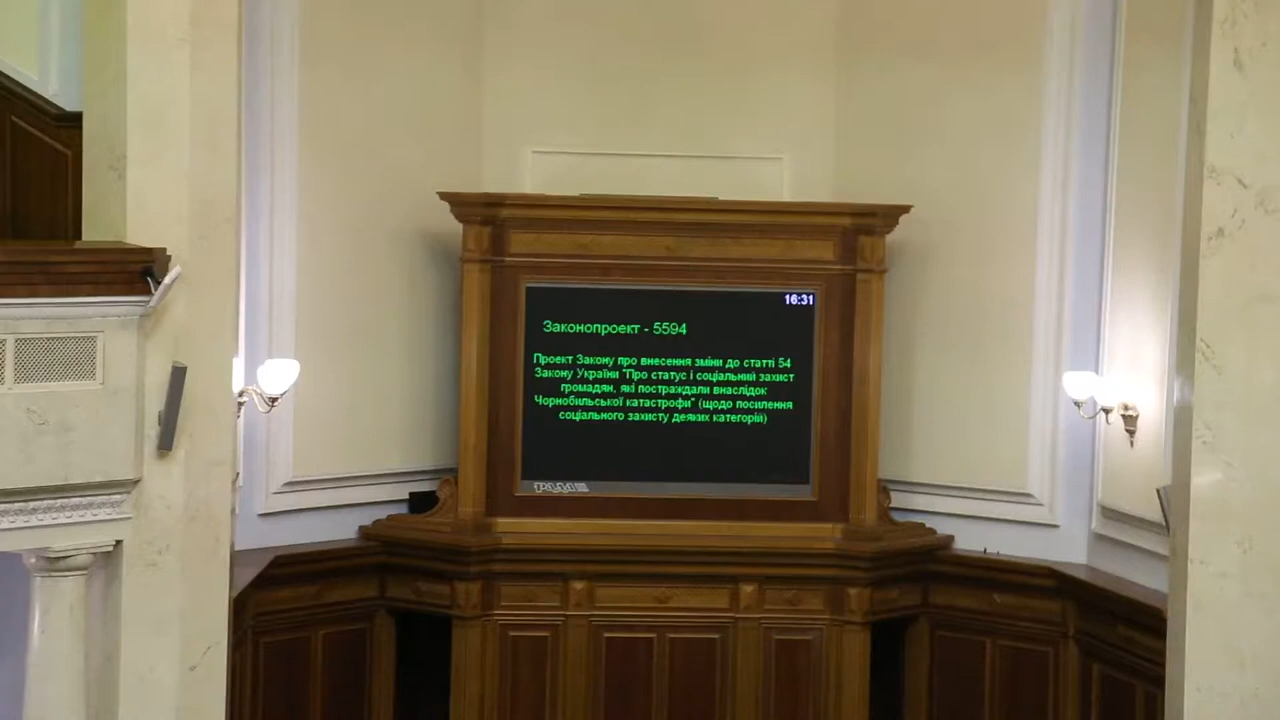 16:31
Законопроект - 5594
Проект Закону про внесення зміни до статті 54
Закону України "Про статус і соціальний захист
громадян, які постраждали внаслідок
Чорнобильської катастрофи" (щодо посилення
соціального захисту деяких категорій)
РАДА